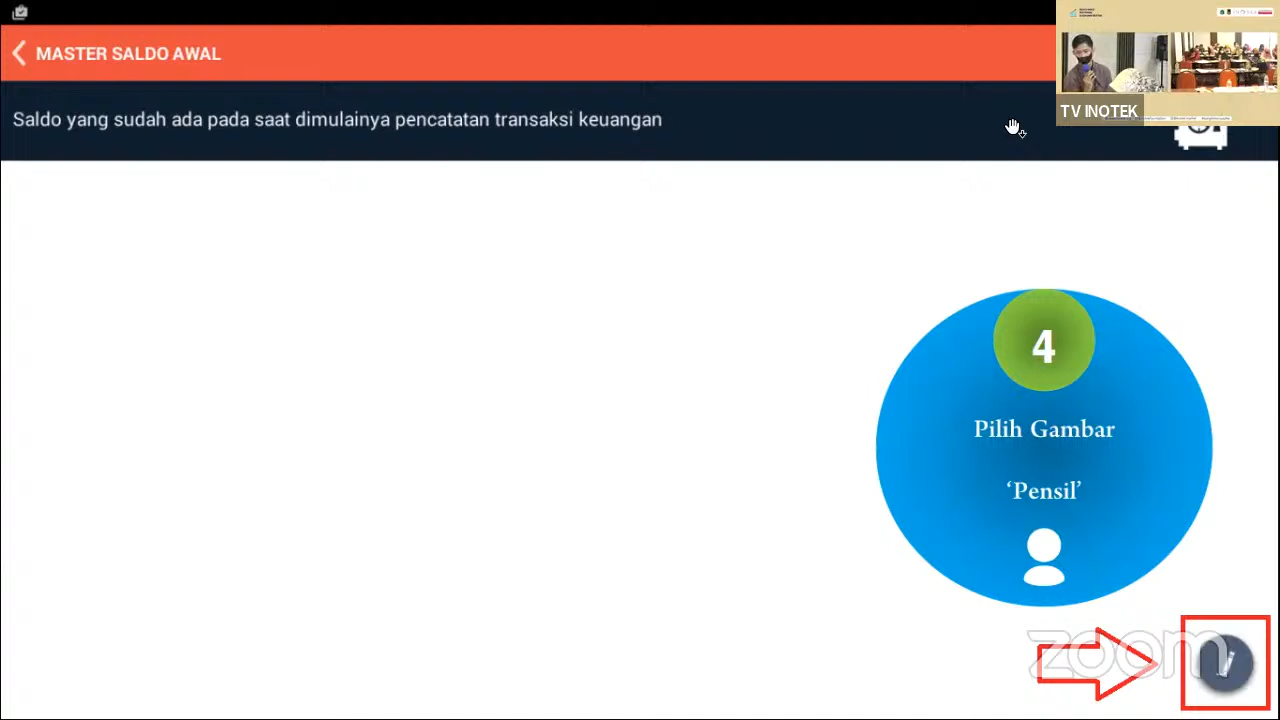 MASTER SALDO AWAL
TV INOTEK
Saldo yang sudah ada pada saat dimulainya pencatatan transaksi keuangan
4
Pilih Gambar
‘Pensil’
zoom